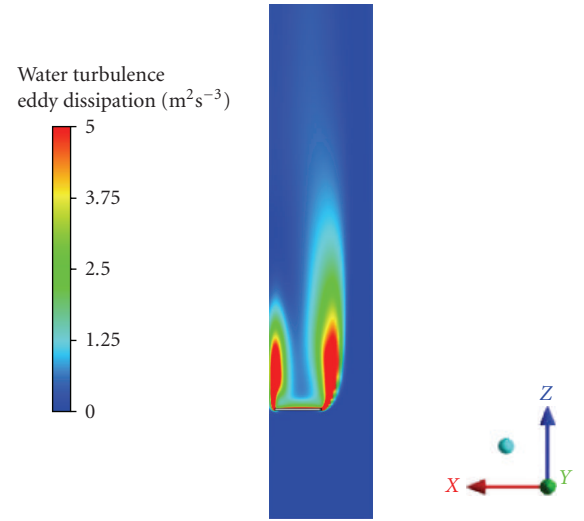 Water turbulence
eddy dissipation (m²s⁻³)
5
3.75
2.5
1.25
0
Z
X
Y